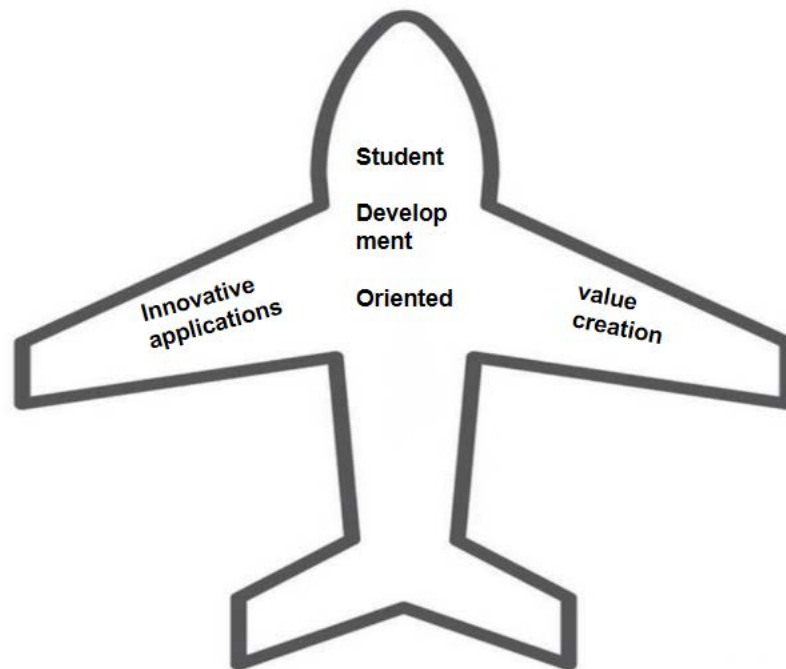 Student
Develop
ment
Oriented
Innovative
applications
value
creation